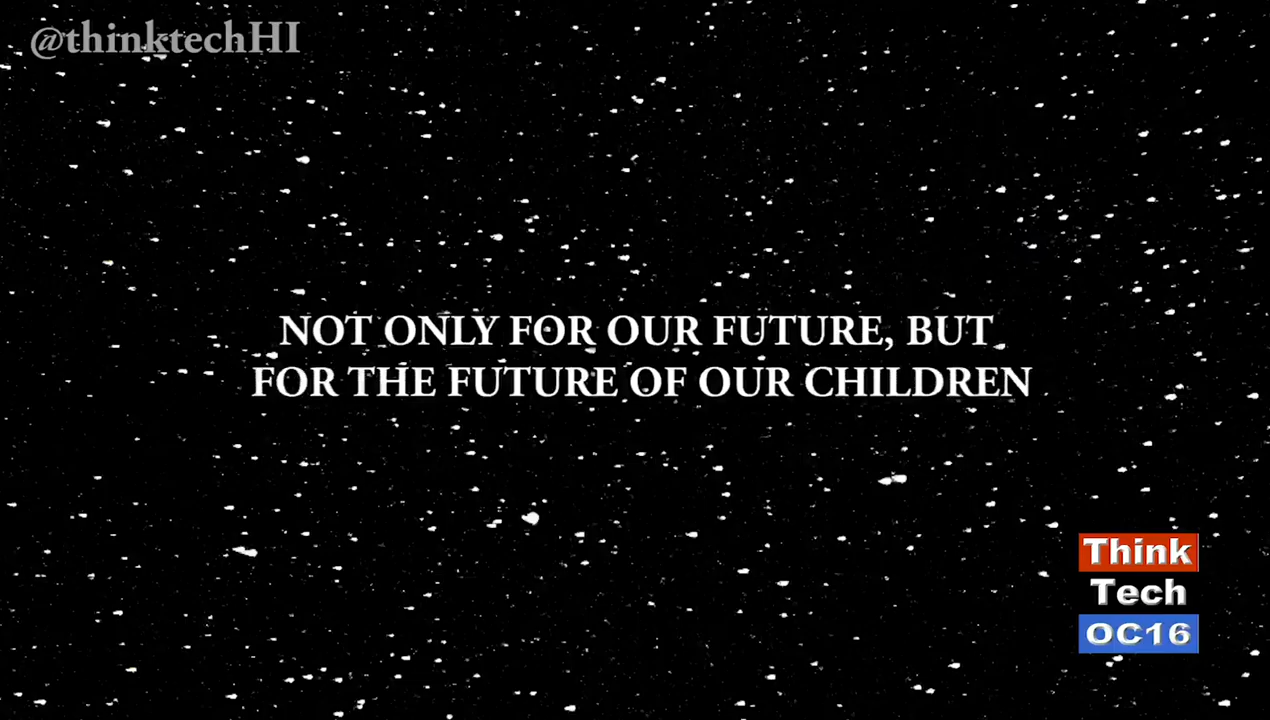 @thinktechHI
NOT ONLY FOR OUR FUTURE, BUT
FOR THE FUTURE OF OUR CHILDREN
Think
Tech
OC16